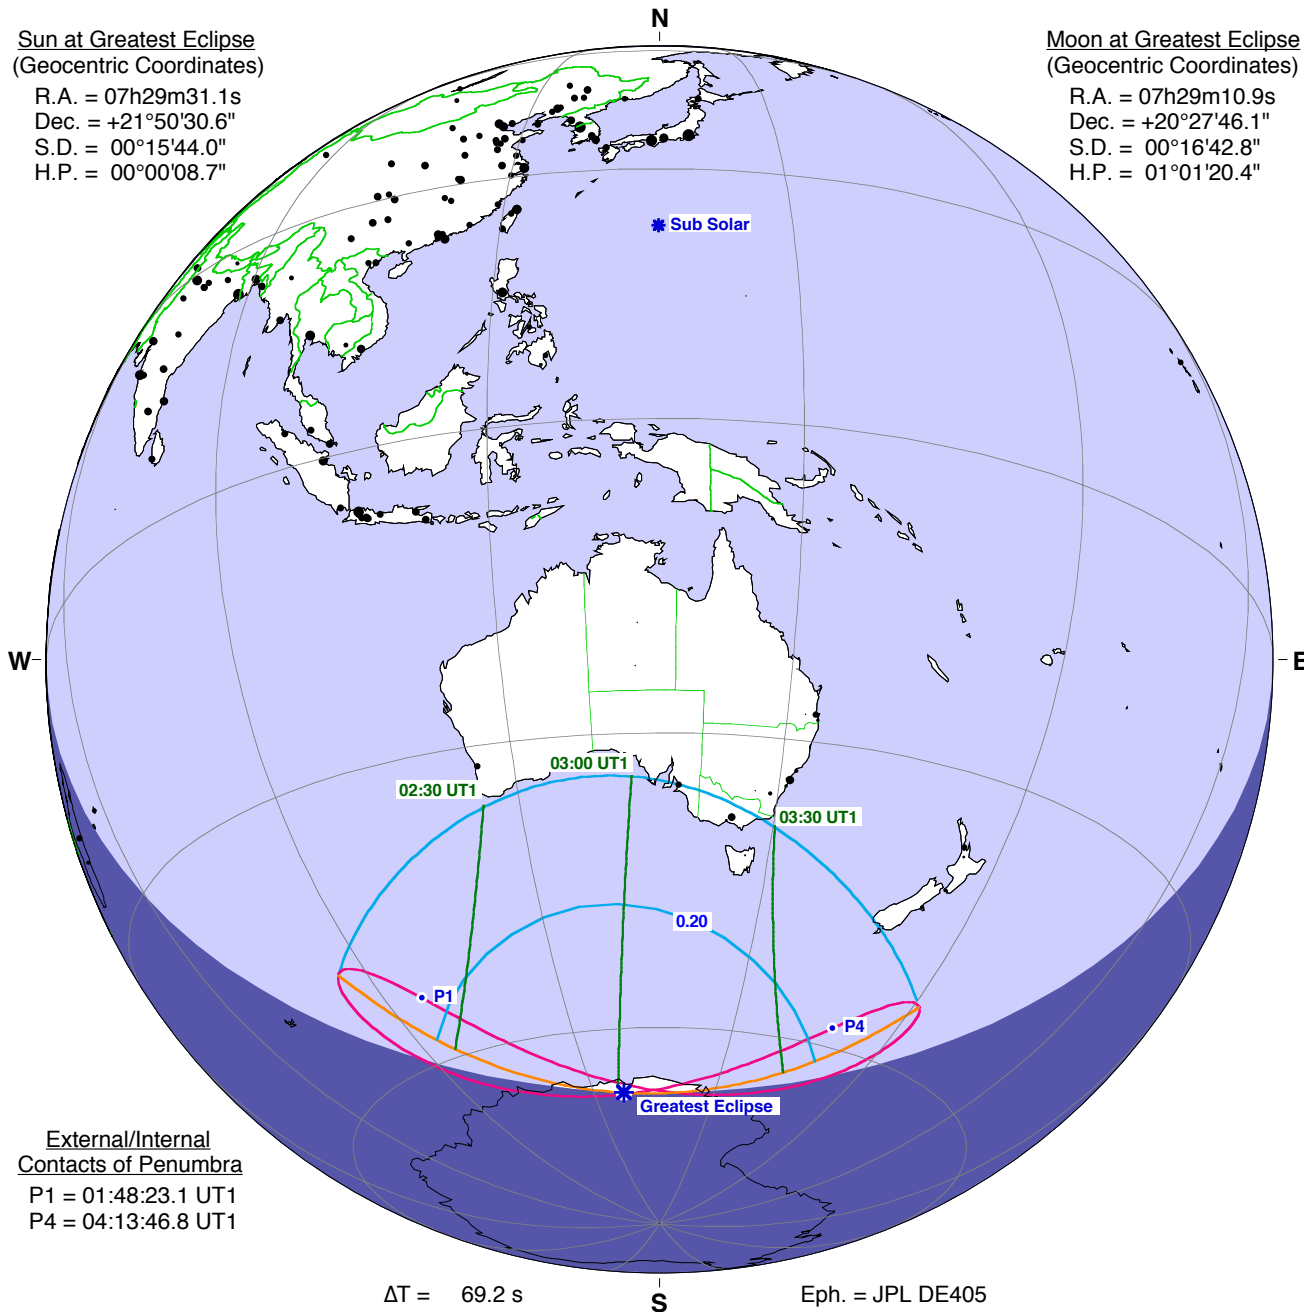 N
Sun at Greatest Eclipse
(Geocentric Coordinates)
R.A. = 07h29m31.1s
Dec. = +21°50'30.6"
S.D. = 00°15'44.0"
H.P. = 00°00'08.7"
Moon at Greatest Eclipse
(Geocentric Coordinates)
R.A. = 07h29m10.9s
Dec. = +20°27'46.1"
S.D. = 00°16'42.8"
H.P. = 01°01'20.4"
Sub Solar
W
E
03:00 UT1
02:30 UT1
03:30 UT1
0.20
P1
P4
Greatest Eclipse
External/Internal
Contacts of Penumbra
P1 = 01:48:23.1 UT1
P4 = 04:13:46.8 UT1
ΔT = 69.2 s
S
Eph. = JPL DE405